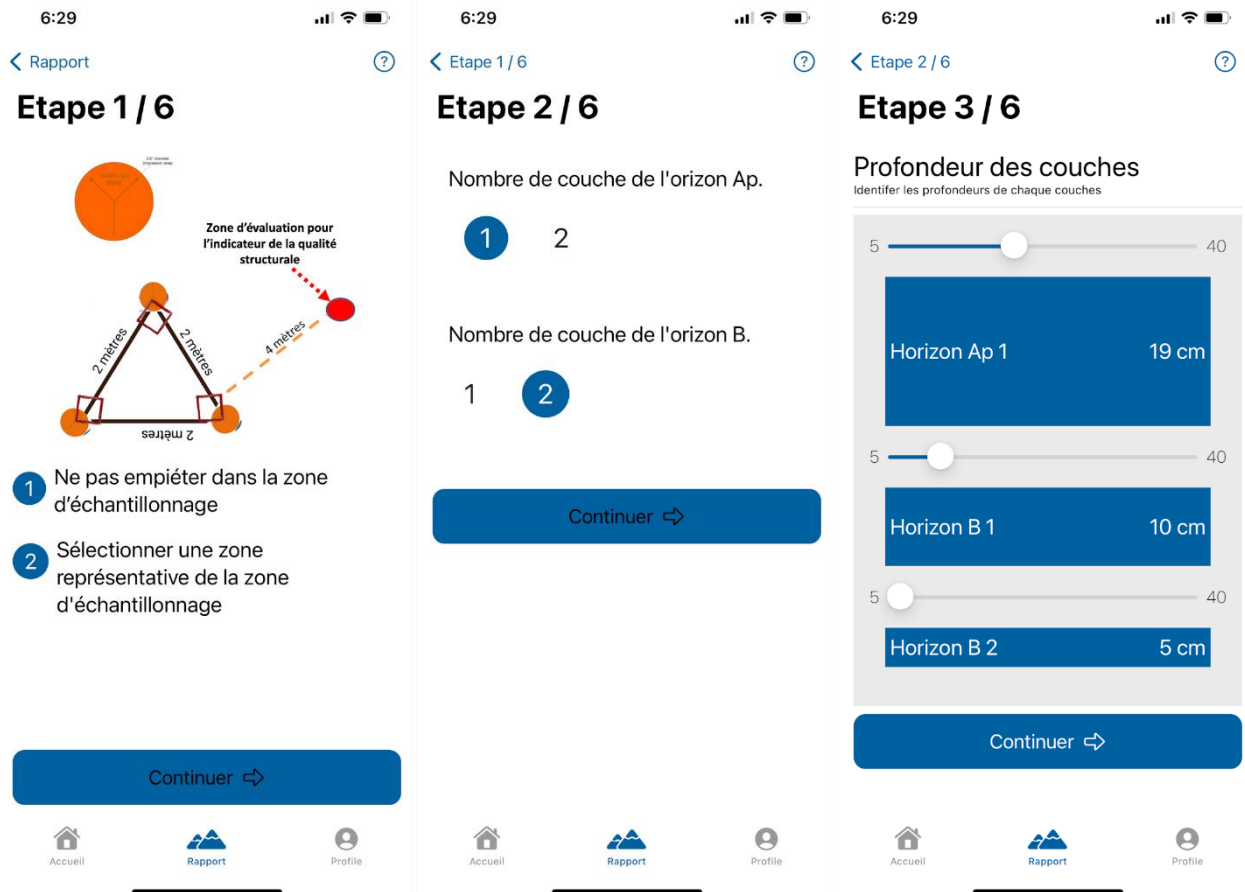 6:29
Rapport
?
Etape 1 / 6
Zone d'évaluation pour
l'indicateur de la qualité
structurale
2 mètres
2 mètres
4 mètres
2 mètres
1
Ne pas empiéter dans la zone
d'échantillonnage
2
Sélectionner une zone
représentative de la zone
d'échantillonnage
Continuer
Accueil
Rapport
Profile
6:29
Etape 1 / 6
?
Etape 2 / 6
Nombre de couche de l'orizon Ap.
1 2
Nombre de couche de l'orizon B.
1 2
Continuer
Accueil
Rapport
Profile
6:29
Etape 2 / 6
?
Etape 3 / 6
Profondeur des couches
Identifer les profondeurs de chaque couches
5 40
Horizon Ap 1 19 cm
5 40
Horizon B 1 10 cm
5 40
Horizon B 2 5 cm
Continuer
Accueil
Rapport
Profile